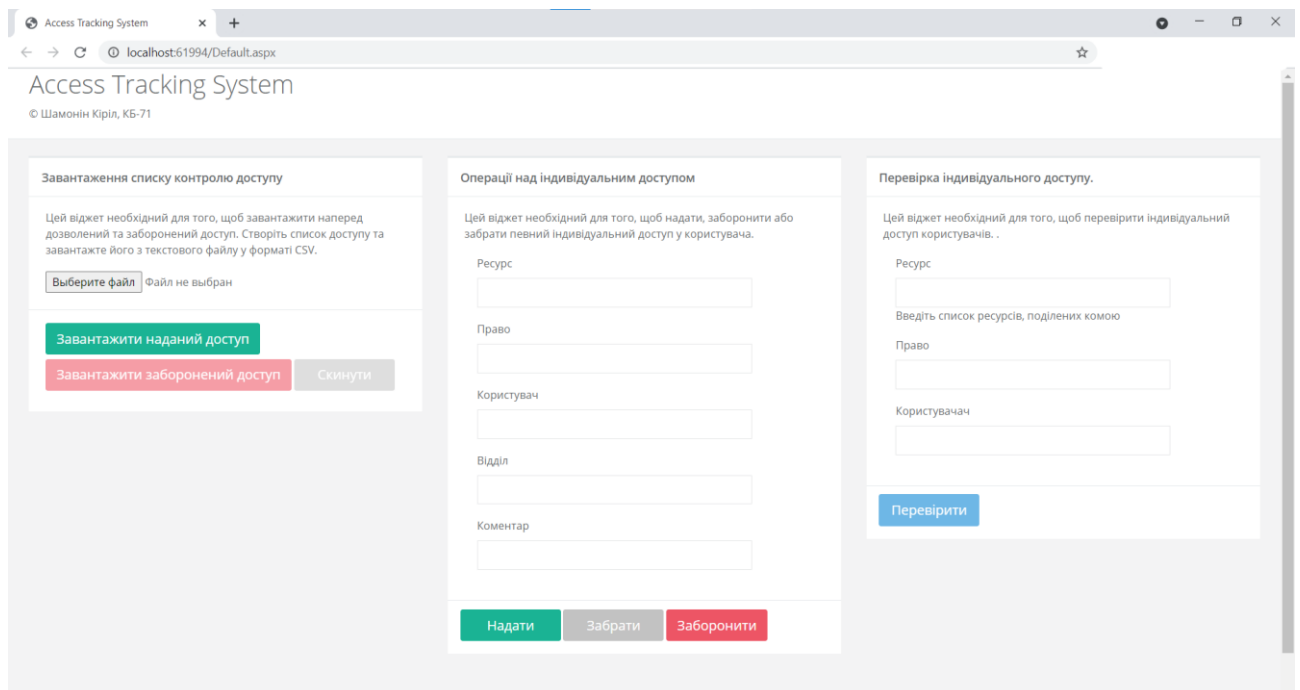 Access Tracking System
localhost:61994/Default.aspx
Access Tracking System
© Шамонін Кіріл, КБ-71
Завантаження списку контролю доступу
Цей віджет необхідний для того, щоб завантажити наперед
дозволений та заборонений доступ. Створіть список доступу та
завантажте його з текстового файлу у форматі CSV.
Выберите файл Файл не выбран
Завантажити наданий доступ
Завантажити заборонений доступ Скинути
Операції над індивідуальним доступом
Цей віджет необхідний для того, щоб надати, заборонити або
забрати певний індивідуальний доступ у користувача.
Ресурс
Право
Користувач
Відділ
Коментар
Надати Забрати Заборонити
Перевірка індивідуального доступу.
Цей віджет необхідний для того, щоб перевірити індивідуальний
доступ користувачів. .
Ресурс
Введіть список ресурсів, поділених комою
Право
Користувачач
Перевірити